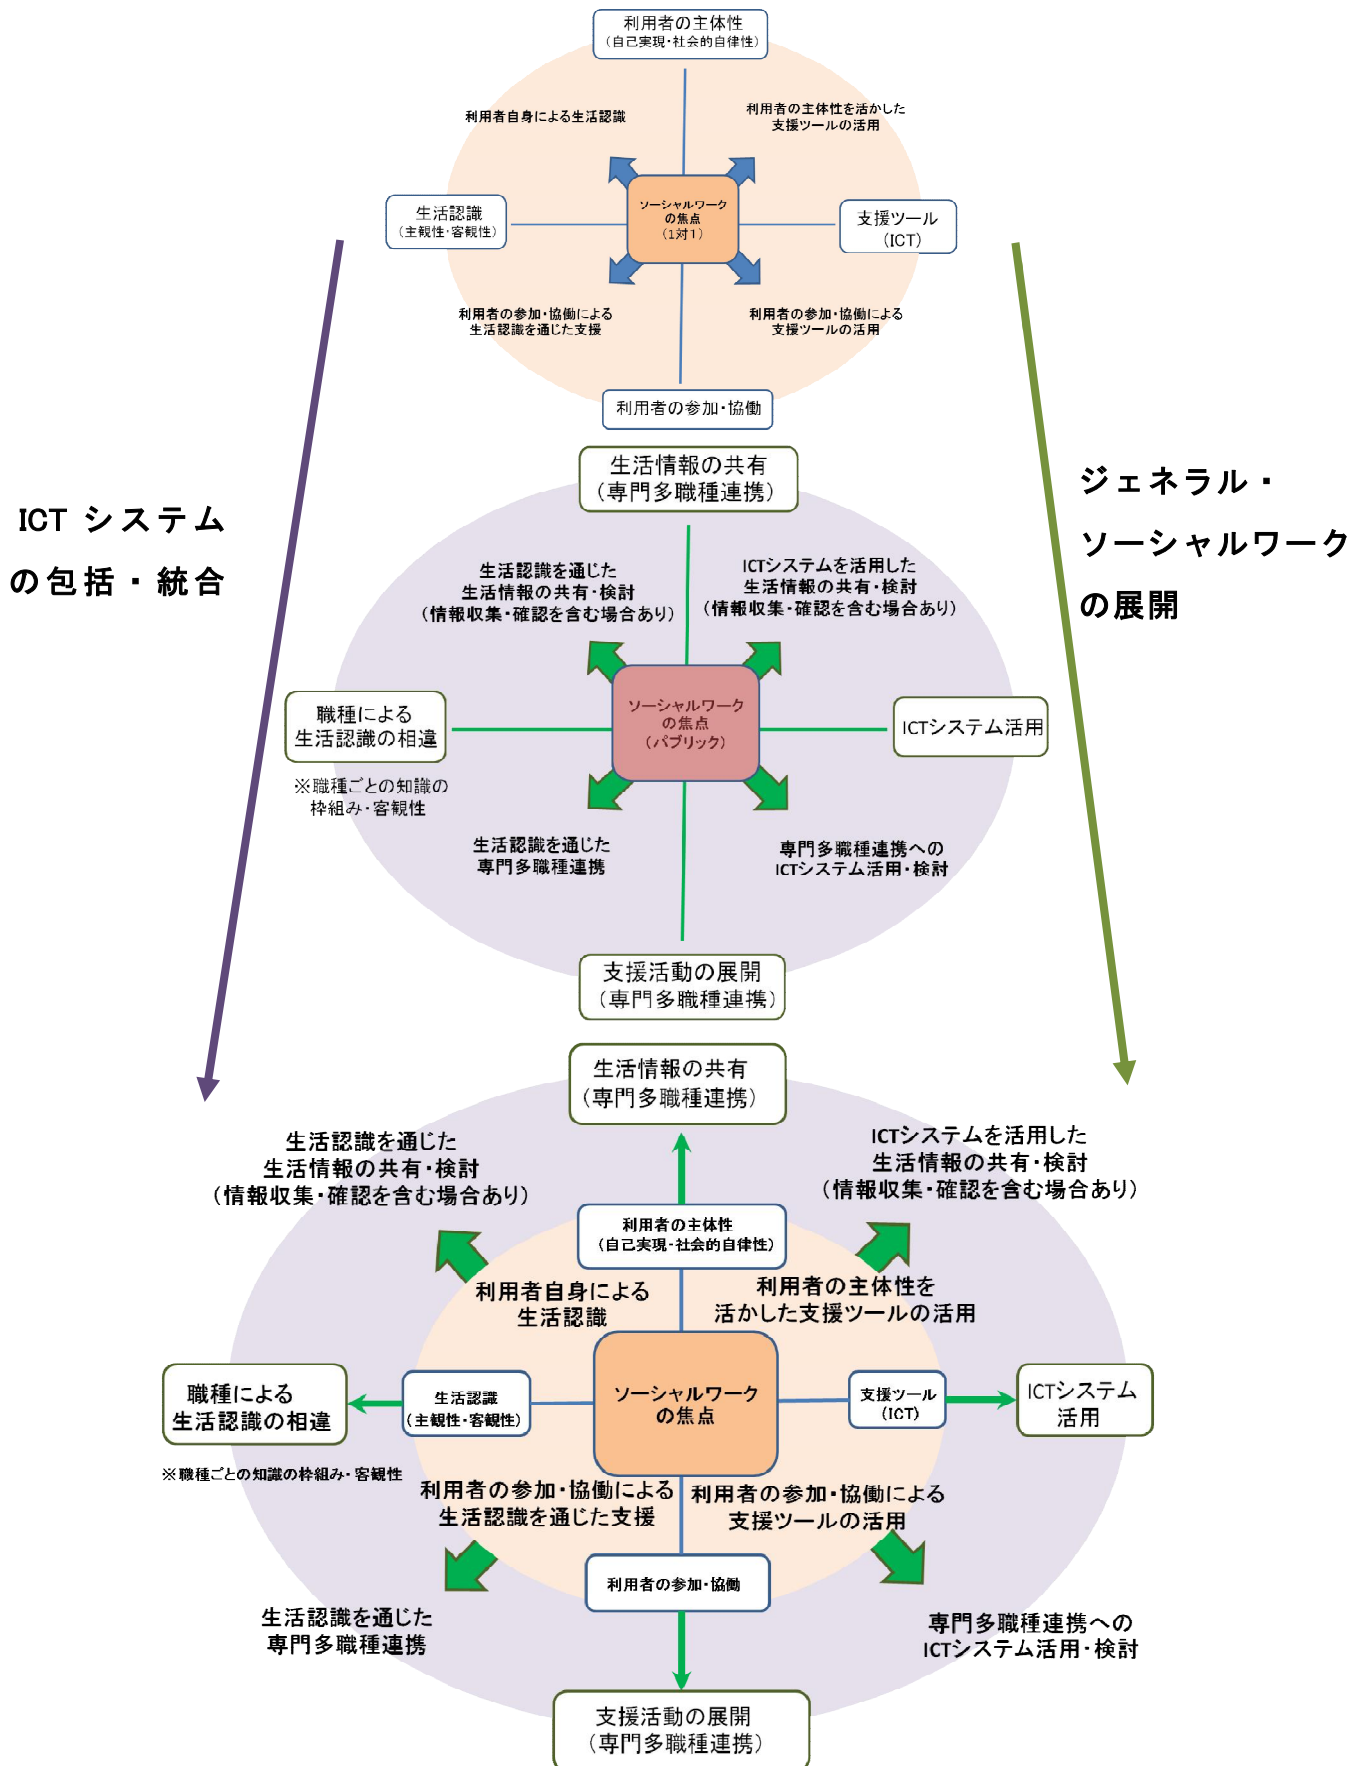 利用者の主体性
（自己実現・社会的自律性）
利用者自身による生活認識
利用者の主体性を活かした
支援ツールの活用
生活認識
（主観性・客観性）
ソーシャルワーク
の焦点
（1対1）
支援ツール
（ICT）
利用者の参加・協働による
生活認識を通じた支援
利用者の参加・協働による
支援ツールの活用
利用者の参加・協働
ICT システム
の包括・統合
ジェネラル・
ソーシャルワーク
の展開
生活情報の共有
（専門多職種連携）
生活認識を通じた
生活情報の共有・検討
（情報収集・確認を含む場合あり）
ICTシステムを活用した
生活情報の共有・検討
（情報収集・確認を含む場合あり）
職種による
生活認識の相違
※職種ごとの知識の
枠組み・客観性
ソーシャルワーク
の焦点
（パブリック）
ICTシステム活用
生活認識を通じた
専門多職種連携
専門多職種連携への
ICTシステム活用・検討
支援活動の展開
（専門多職種連携）
生活情報の共有
（専門多職種連携）
生活認識を通じた
生活情報の共有・検討
（情報収集・確認を含む場合あり）
ICTシステムを活用した
生活情報の共有・検討
（情報収集・確認を含む場合あり）
利用者の主体性
（自己実現・社会的自律性）
利用者自身による
生活認識
利用者の主体性を
活かした支援ツールの活用
職種による
生活認識の相違
※職種ごとの知識の枠組み・客観性
生活認識
（主観性・客観性）
ソーシャルワーク
の焦点
支援ツール
（ICT）
ICTシステム
活用
利用者の参加・協働による
生活認識を通じた支援
利用者の参加・協働による
支援ツールの活用
利用者の参加・協働
生活認識を通じた
専門多職種連携
専門多職種連携への
ICTシステム活用・検討
支援活動の展開
（専門多職種連携）